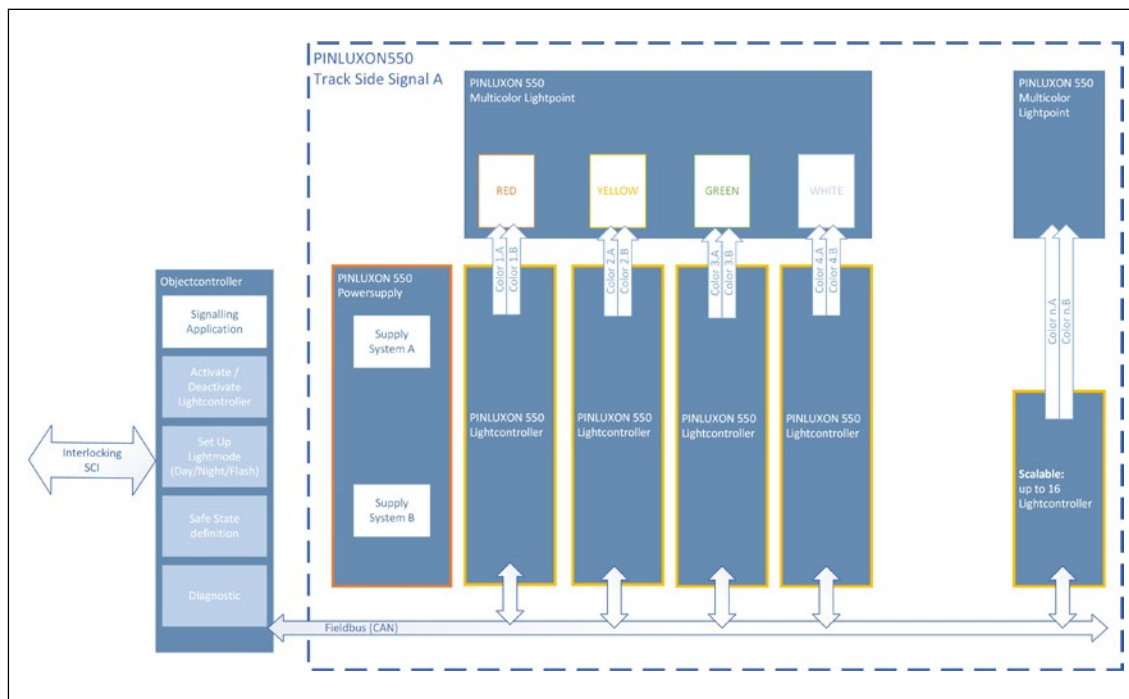 PINLUXON550
Track Side Signal A
PINLUXON 550
Multicolor Lightpoint
RED
YELLOW
GREEN
WHITE
PINLUXON 550
Multicolor
Lightpoint
Color 1.A
Color 1.B
Color 2.A
Color 2.B
Color 3.A
Color 3.B
Color 4.A
Color 4.B
Color n.A
Color n.B
Objectcontroller
Signalling
Application
Activate /
Deactivate
Lightcontroller
Set Up
Lightmode
(Day/Night/Flash)
Safe State
definition
Diagnostic
Interlocking
SCI
PINLUXON 550
Powersupply
Supply
System A
Supply
System B
PINLUXON 550
Lightcontroller
PINLUXON 550
Lightcontroller
PINLUXON 550
Lightcontroller
PINLUXON 550
Lightcontroller
Scalable:
up to 16
Lightcontroller
Fieldbus (CAN)